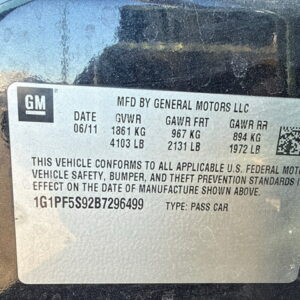 GM
MFD BY GENERAL MOTORS LLC
DATE GVWR GAWR FRT GAWR RR
06/11 1861 KG 967 KG 894 KG
4103 LB 2131 LB 1972 LB
THIS VEHICLE CONFORMS TO ALL APPLICABLE U.S. FEDERAL MOT
VEHICLE SAFETY, BUMPER, AND THEFT PREVENTION STANDARDS I
EFFECT ON THE DATE OF MANUFACTURE SHOWN ABOVE.
1G1PF5S92B7296499 TYPE: PASS CAR